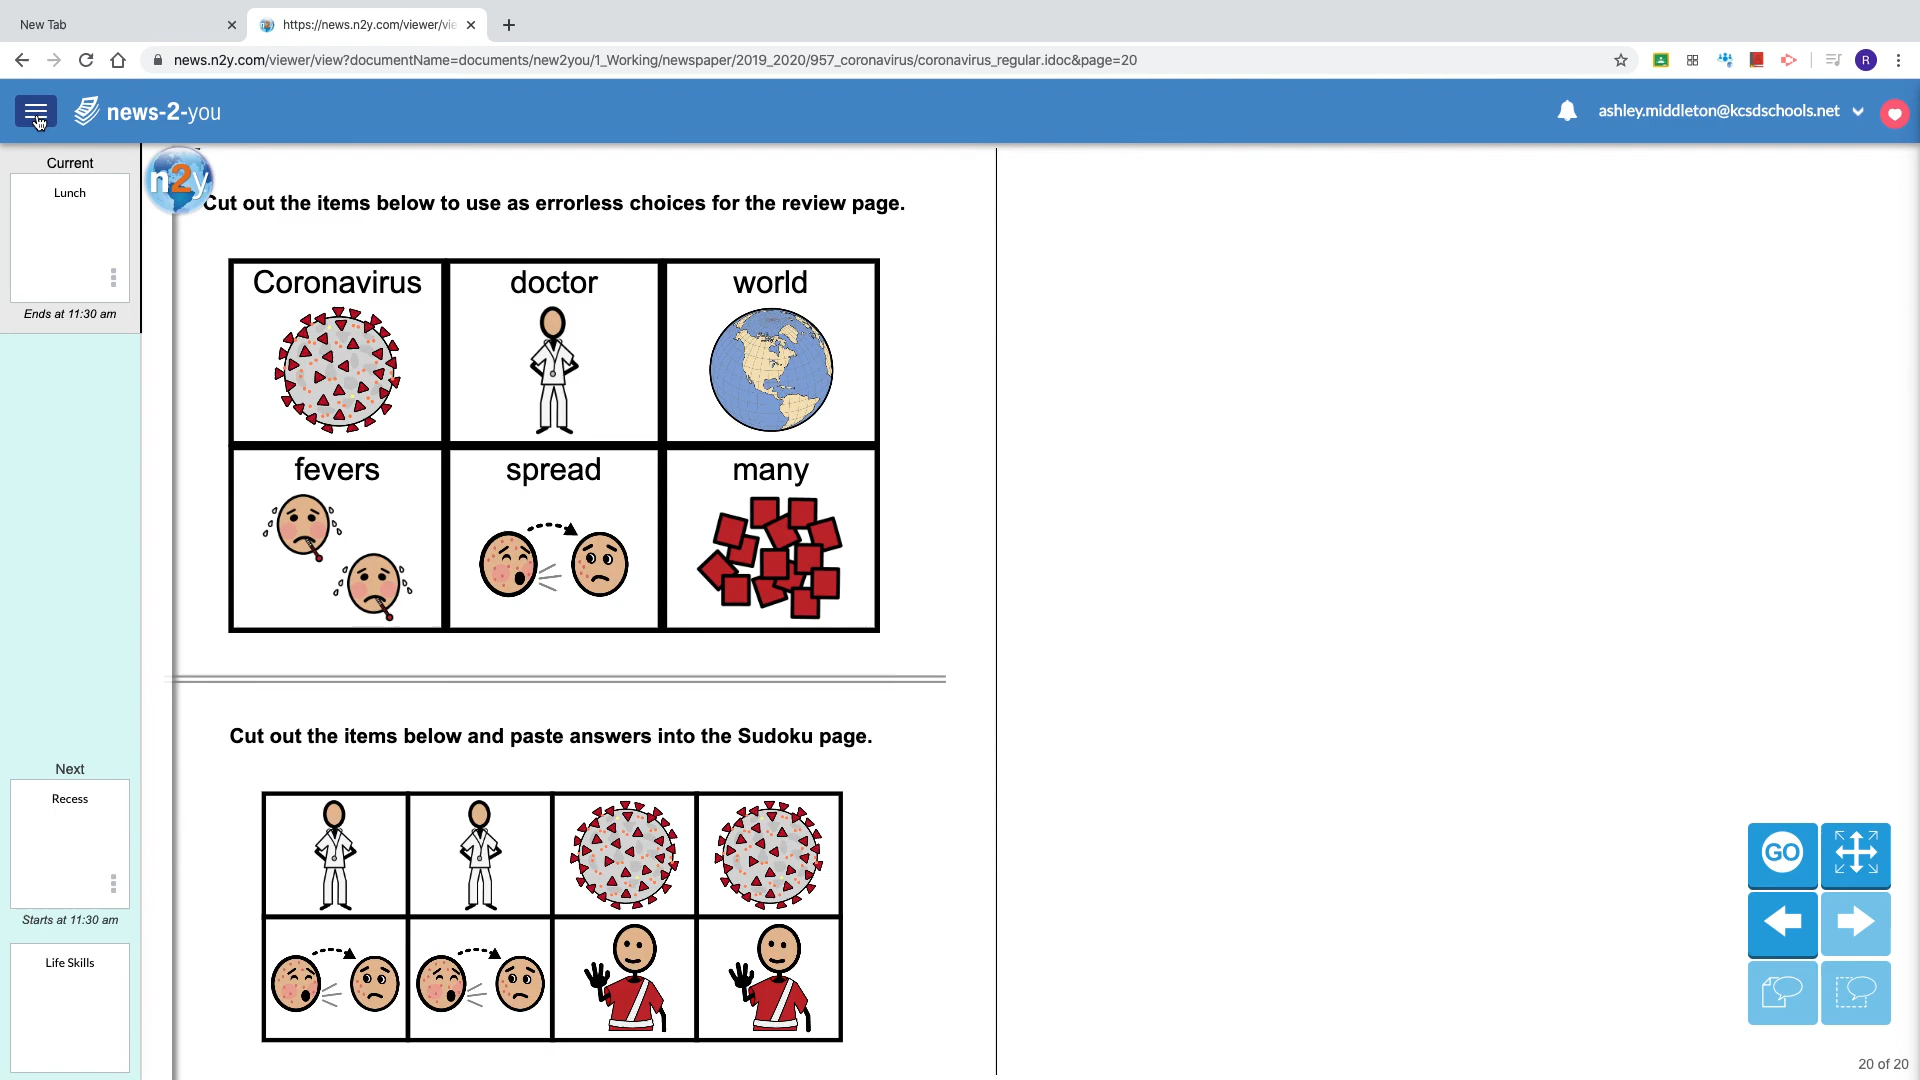 New Tab
https://news.n2y.com/viewer/vie
news.n2y.com/viewer/view?documentName=documents/new2you/1_Working/newspaper/2019_2020/957_coronavirus/coronavirus_regular.idoc&page=20
R
news-2-you
ashley.middleton@kcsdschools.net
Current
Lunch
Ends at 11:30 am
n2y
Cut out the items below to use as errorless choices for the review page.
Coronavirus
doctor
world
fevers
spread
many
Cut out the items below and paste answers into the Sudoku page.
Next
Recess
Starts at 11:30 am
Life Skills
GO
20 of 20